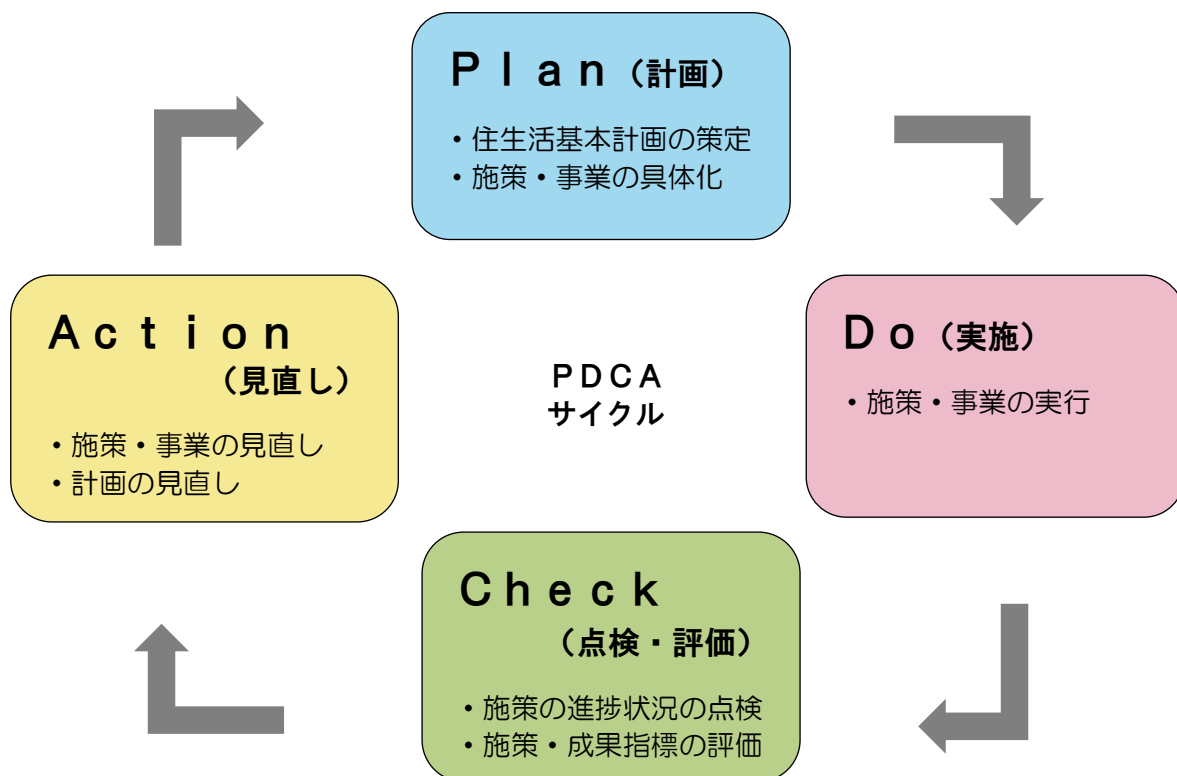 Ｐｌａｎ（計画）
・住生活基本計画の策定
・施策・事業の具体化
Ａｃｔｉｏｎ
（見直し）
・施策・事業の見直し
・計画の見直し
ＰＤＣＡ
サイクル
Ｄｏ（実施）
・施策・事業の実行
Ｃｈｅｃｋ
（点検・評価）
・施策の進捗状況の点検
・施策・成果指標の評価